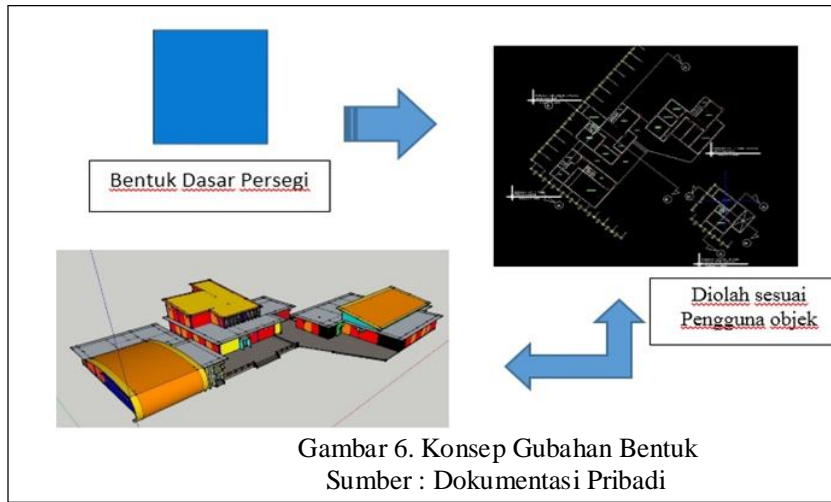 Bentuk Dasar Persegi
Diolah sesuai
Pengguna objek
Gambar 6. Konsep Gubahan Bentuk
Sumber : Dokumentasi Pribadi